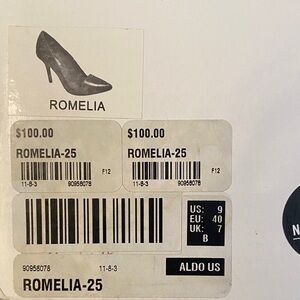 ROMELIA
$100.00
ROMELIA-25
F12
11-8-3 90958078
$100.00
ROMELIA-25
F12
11-8-3 90958078
US: 9
EU: 40
UK: 7
B
90958078 11-8-3 ALDO US
ROMELIA-25
N